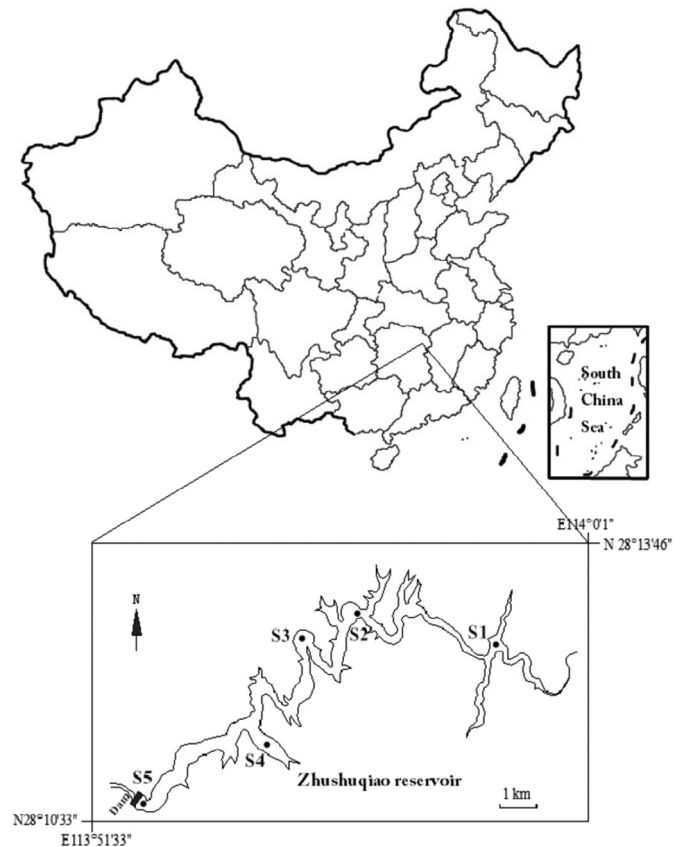 South
China
Sea
E114°0'1"
N 28°13'46"
N
S1
S2
S3
S4
S5
Dam
Zhushuqiao reservoir
1 km
N28°10'33"
E113°51'33"